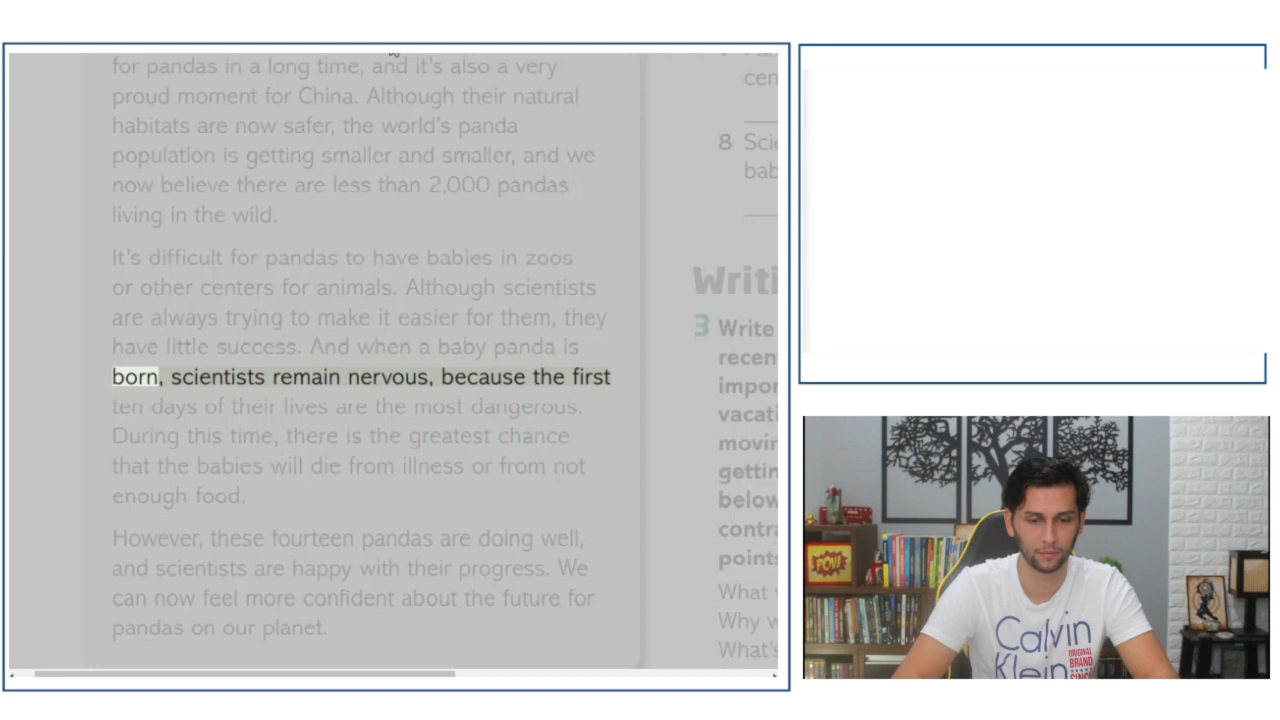 for pandas in a long time, and it's also a very
proud moment for China. Although their natural
habitats are now safer, the world's panda
population is getting smaller and smaller, and we
now believe there are less than 2,000 pandas
living in the wild.
It's difficult for pandas to have babies in zoos
or other centers for animals. Although scientists
are always trying to make it easier for them, they
have little success. And when a baby panda is
born, scientists remain nervous, because the first
ten days of their lives are the most dangerous.
During this time, there is the greatest chance
that the babies will die from illness or from not
enough food.
However, these fourteen pandas are doing well,
and scientists are happy with their progress. We
can now feel more confident about the future for
pandas on our planet.
cen
8 Scie
bab
Writi
3 Write
recen
impor
vacati
movin
gettin
below
contra
points
What
Why w
What's
POW
Calvin
Klein
ORIGINAL
BRAND
SINC